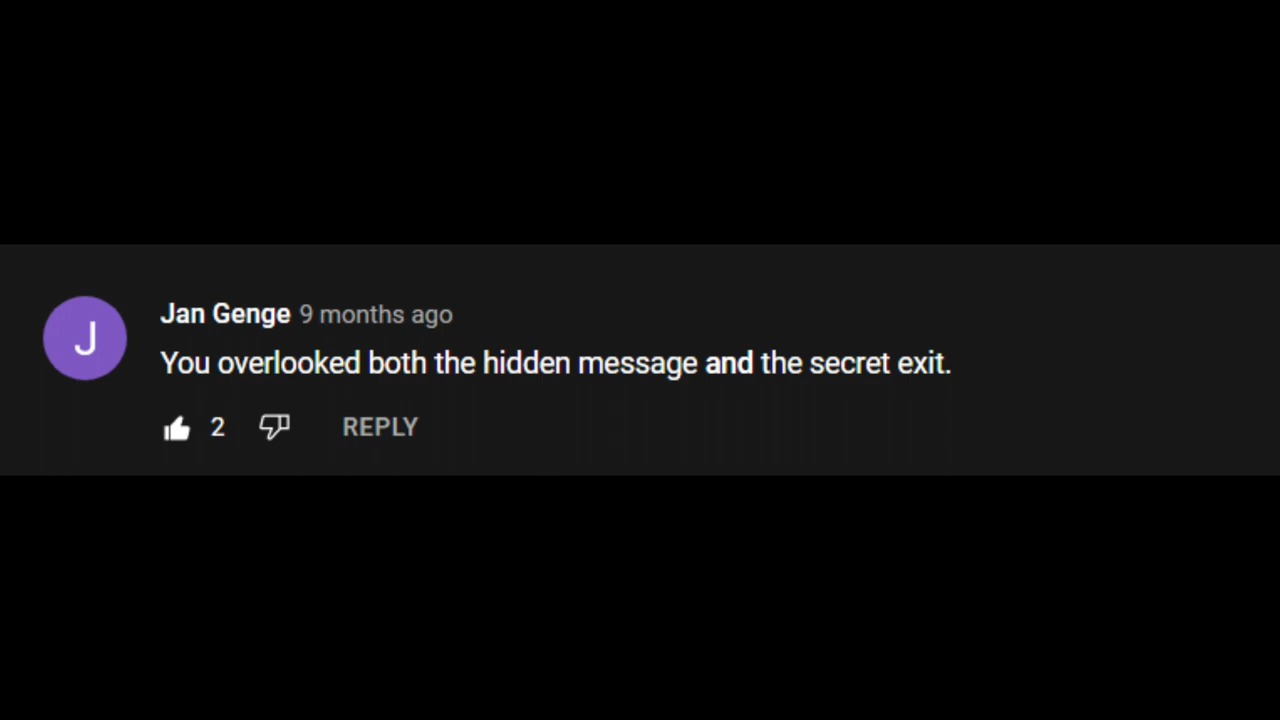 J
Jan Genge 9 months ago
You overlooked both the hidden message and the secret exit.
2 REPLY